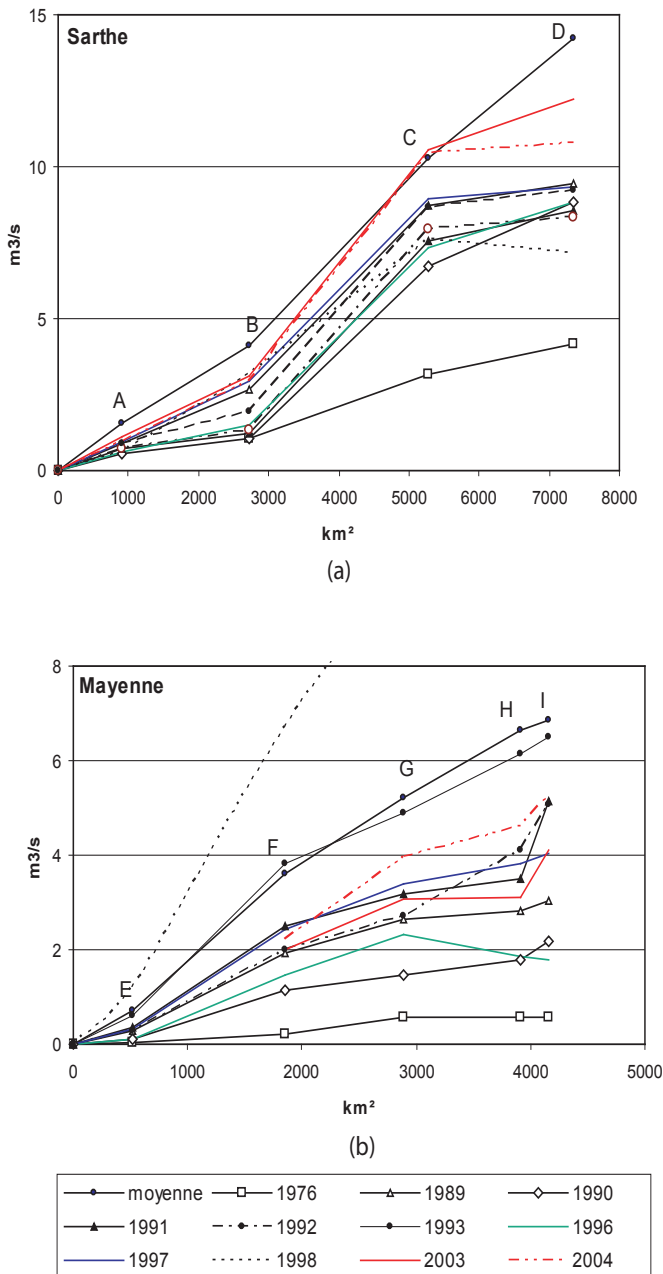 Sarthe
15
10
5
0
m3/s
A
B
C
D
0 1000 2000 3000 4000 5000 6000 7000 8000
km²
(a)
Mayenne
8
6
4
2
0
m3/s
E
F
G
H
I
0 1000 2000 3000 4000 5000
km²
(b)
moyenne 1976 1989 1990
1991 1992 1993 1996
1997 1998 2003 2004